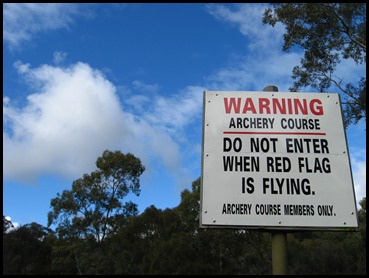 WARNING
ARCHERY COURSE
DO NOT ENTER
WHEN RED FLAG
IS FLYING.
ARCHERY COURSE MEMBERS ONLY.